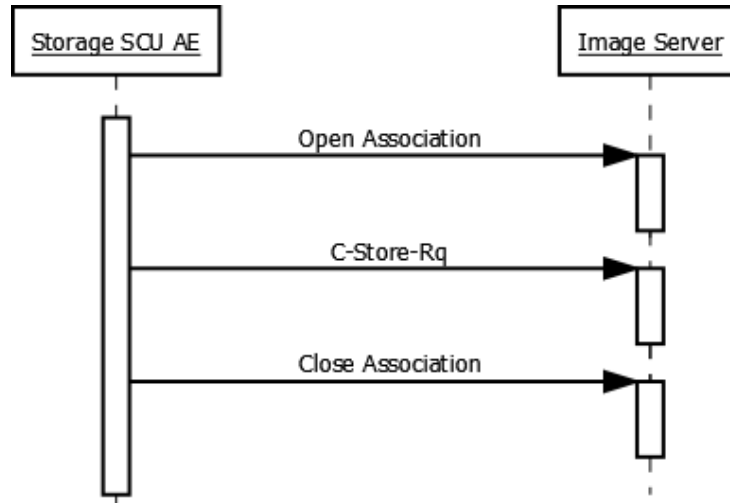 Storage SCU AE
Image Server
Open Association
C-Store-Rq
Close Association